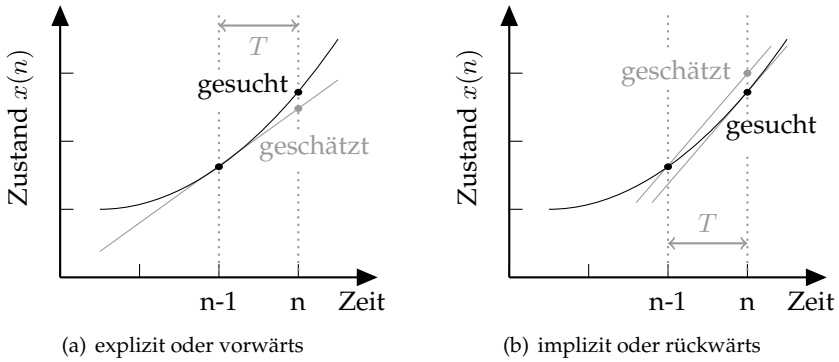 Zustand x(n)
T
gesucht
geschätzt
n-1 n Zeit
(a) explizit oder vorwärts
Zustand x(n)
geschätzt
gesucht
T
n-1 n Zeit
(b) implizit oder rückwärts